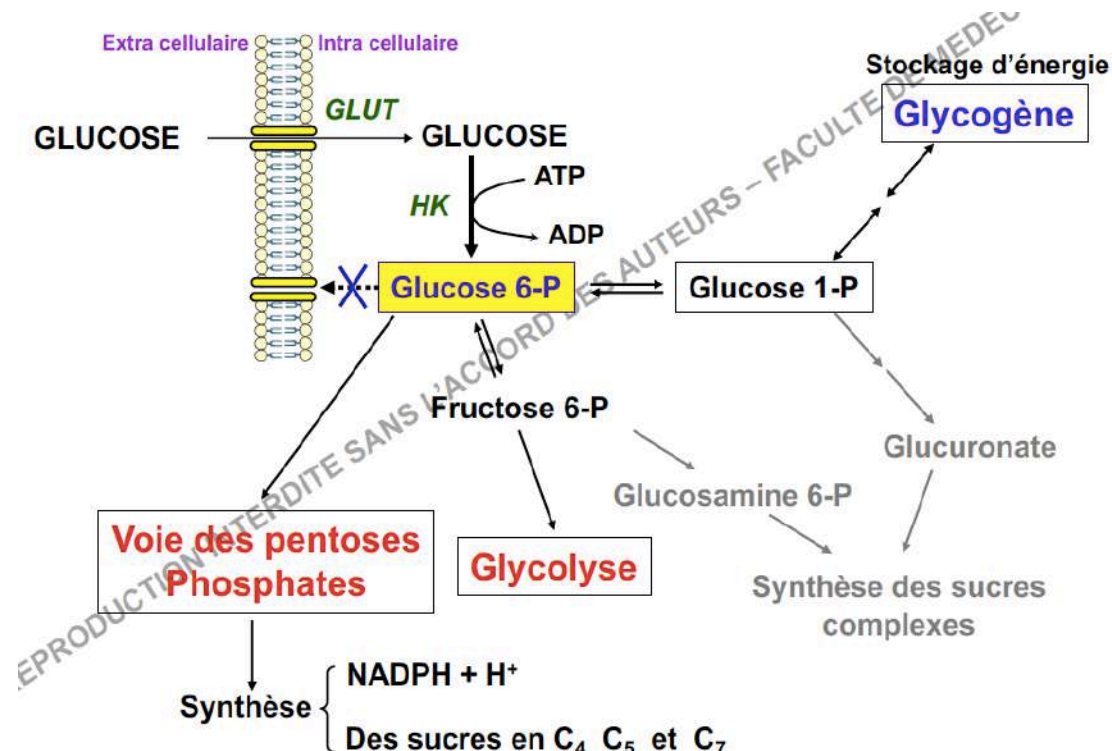 Extra cellulaire
Intra cellulaire
Stockage d'énergie
Glycogène
GLUT
GLUCOSE
GLUCOSE
ATP
HK
ADP
Glucose 6-P
Glucose 1-P
Fructose 6-P
Glucuronate
Glucosamine 6-P
Voie des pentoses
Phosphates
Glycolyse
Synthèse des sucres
complexes
Synthèse
NADPH + H⁺
Des sucres en C₄ C₅ et C₇
INTERDITE SANS L'ACCORD DES AUTEURS – FACULTE DE